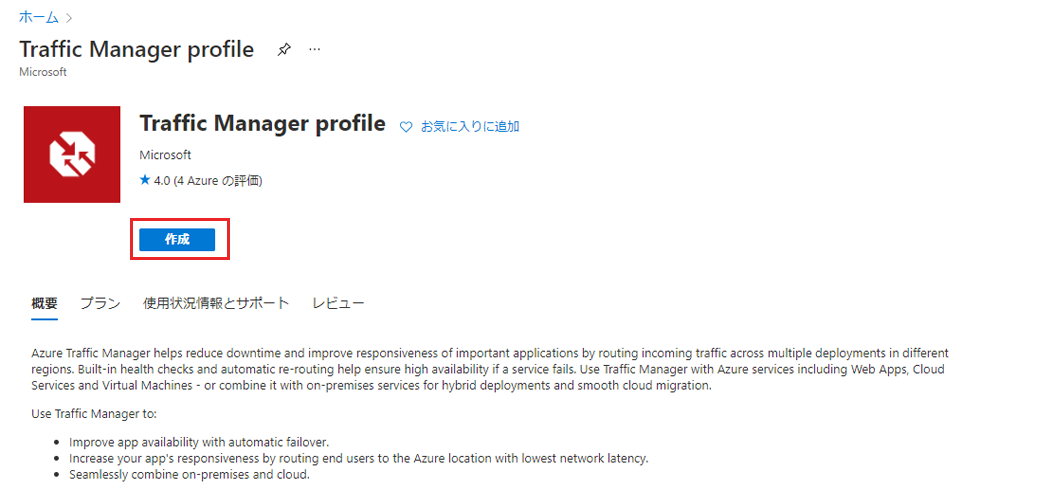 ホーム
Traffic Manager profile
Microsoft
Traffic Manager profile お気に入りに追加
Microsoft
4.0 (4 Azure の評価)
作成
概要 プラン 使用状況情報とサポート レビュー
Azure Traffic Manager helps reduce downtime and improve responsiveness of important applications by routing incoming traffic across multiple deployments in different
regions. Built-in health checks and automatic re-routing help ensure high availability if a service fails. Use Traffic Manager with Azure services including Web Apps, Cloud
Services and Virtual Machines - or combine it with on-premises services for hybrid deployments and smooth cloud migration.
Use Traffic Manager to:
• Improve app availability with automatic failover.
• Increase your app's responsiveness by routing end users to the Azure location with lowest network latency.
• Seamlessly combine on-premises and cloud.